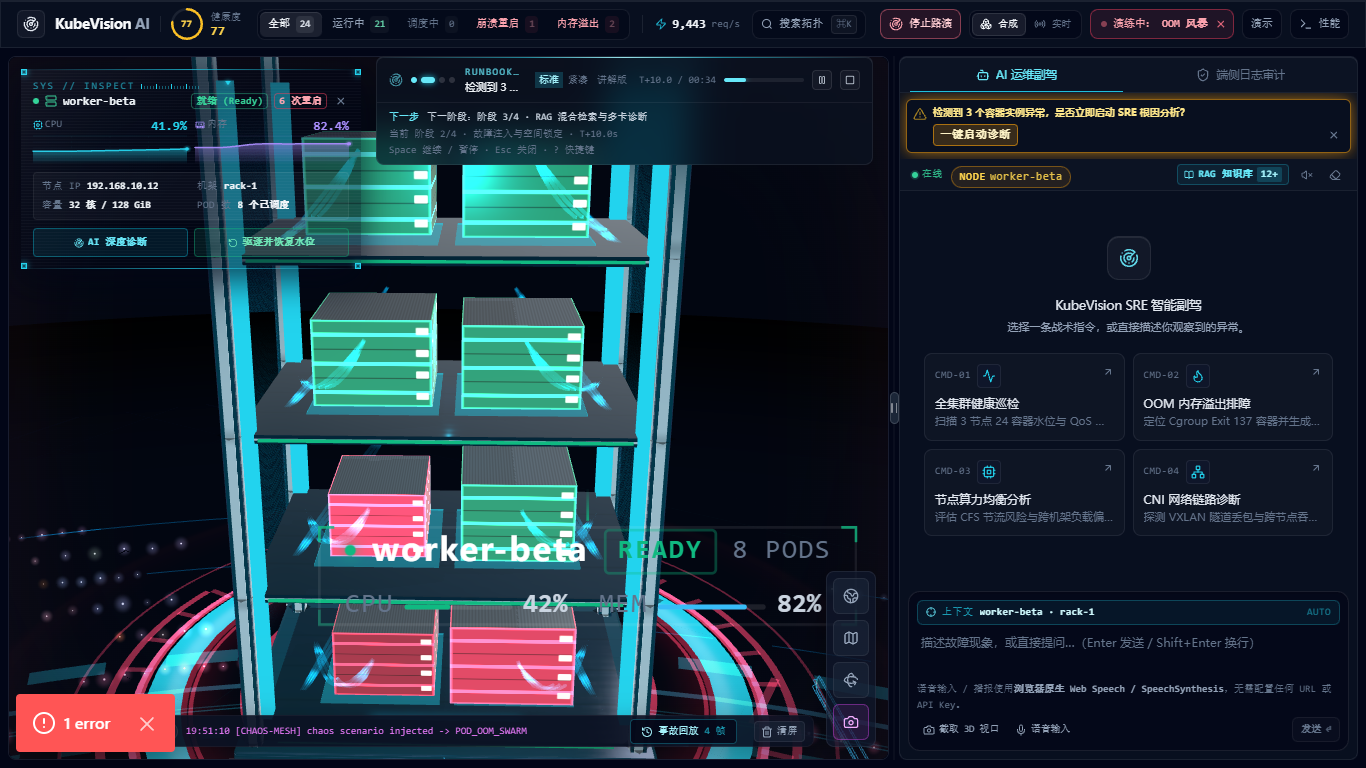 KubeVision AI
77
健康度
77
全部 24
运行中 21
调度中 0
崩溃重启 1
内存溢出 2
9,443 req/s
搜索拓扑 ⌘K
停止路演
合成
实时
演练中: OOM 风暴 ×
演示
性能
SYS // INSPECT
worker-beta
就绪 (Ready)
6 次重启
CPU 41.9%
内存 82.4%
节点 IP 192.168.10.12
机架 rack-1
容量 32 核 / 128 GiB
POD 8 个已调度
AI 深度诊断
驱逐并恢复水位
RUNBOOK…
检测到 3 …
标准
紧凑
讲解版
T+10.0 / 00:34
下一步 下一阶段: 阶段 3/4 · RAG 混合检索与多卡诊断
当前 阶段 2/4 · 故障注入与空间锁定 · T+10.0s
Space 继续 / 暂停 · Esc 关闭 · ? 快捷键
worker-beta READY 8 PODS
CPU 42% MEM 82%
1 error
19:51:10 [CHAOS-MESH] chaos scenario injected -> POD_OOM_SWARM
事故回放 4 帧
清屏
AI 运维副驾
端侧日志审计
检测到 3 个容器实例异常，是否立即启动 SRE 根因分析?
一键启动诊断
在线
NODE worker-beta
RAG 知识库 12+
KubeVision SRE 智能副驾
选择一条战术指令，或直接描述你观察到的异常。
CMD-01
全集群健康巡检
扫描 3 节点 24 容器水位与 QoS …
CMD-02
OOM 内存溢出排障
定位 Cgroup Exit 137 容器并生成…
CMD-03
节点算力均衡分析
评估 CFS 节流风险与跨机架负载偏…
CMD-04
CNI 网络链路诊断
探测 VXLAN 隧道丢包与跨节点吞…
上下文 worker-beta · rack-1
AUTO
描述故障现象，或直接提问… (Enter 发送 / Shift+Enter 换行)
语音输入 / 播报使用浏览器原生 Web Speech / SpeechSynthesis，无需配置任何 URL 或
API Key。
截取 3D 视口
语音输入
发送